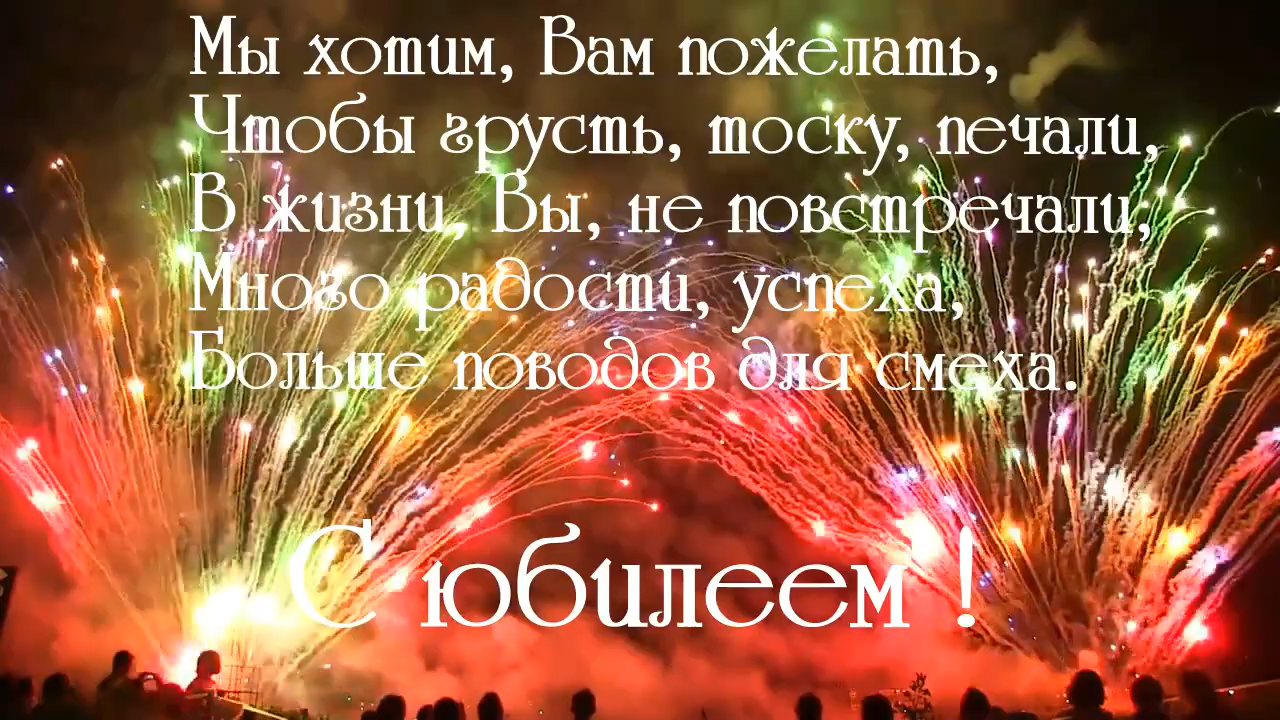 Мы хотим, Вам пожелать,
Чтобы грусть, тоску, печали,
В жизни, Вы, не повстречали,
Много радости, успеха,
Больше поводов для смеха.
С юбилеем !